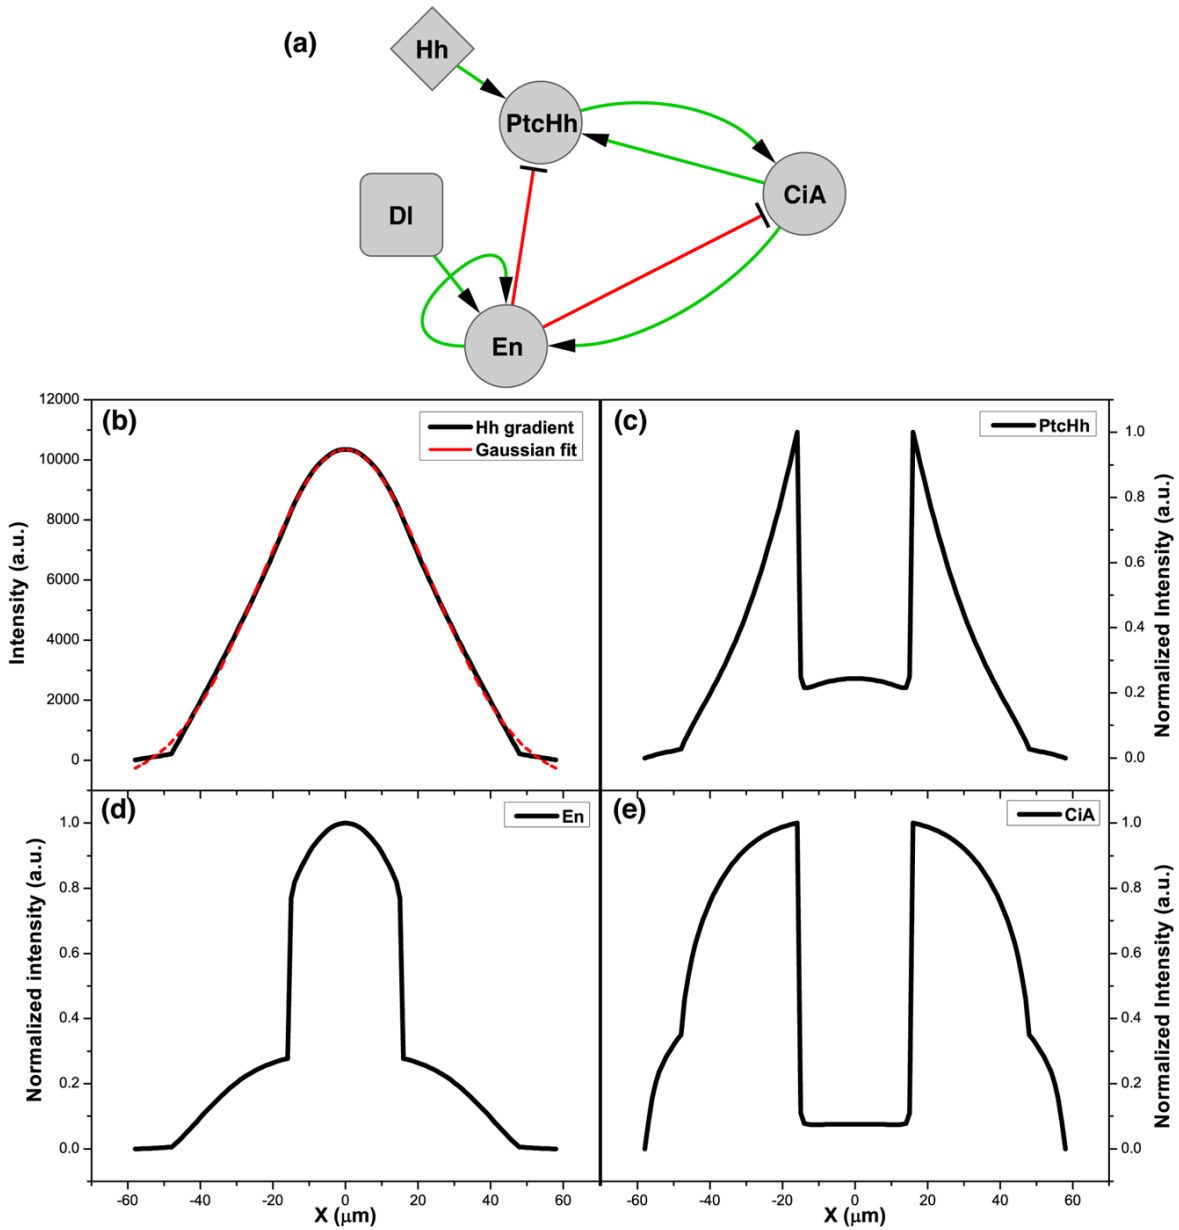 (a)
Hh
PtcHh
CiA
Dl
En
(b)
Hh gradient
Gaussian fit
12000
10000
8000
6000
4000
2000
0
Intensity (a.u.)
(c)
PtcHh
1.0
0.8
0.6
0.4
0.2
0.0
Normalized Intensity (a.u.)
(d)
En
1.0
0.8
0.6
0.4
0.2
0.0
Normalized intensity (a.u.)
-60 -40 -20 0 20 40 60
X (μm)
(e)
CiA
1.0
0.8
0.6
0.4
0.2
0.0
Normalized Intensity (a.u.)
-60 -40 -20 0 20 40 60
X (μm)